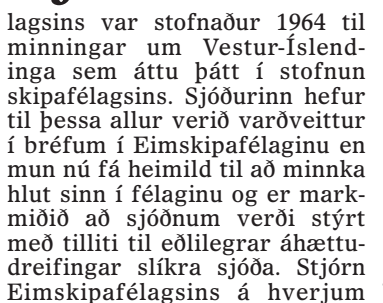 lagsins var stofnaður 1964 til
minningar um Vestur-Íslend-
inga sem áttu þátt í stofnun
skipafélagsins. Sjóðurinn hefur
til þessa allur verið varðveittur
í bréfum í Eimskipafélaginu en
mun nú fá heimild til að minnka
hlut sinn í félaginu og er mark-
miðið að sjóðnum verði stýrt
með tilliti til eðlilegrar áhættu-
dreifingar slíkra sjóða. Stjórn
Eimskipafélagsins á hverjum